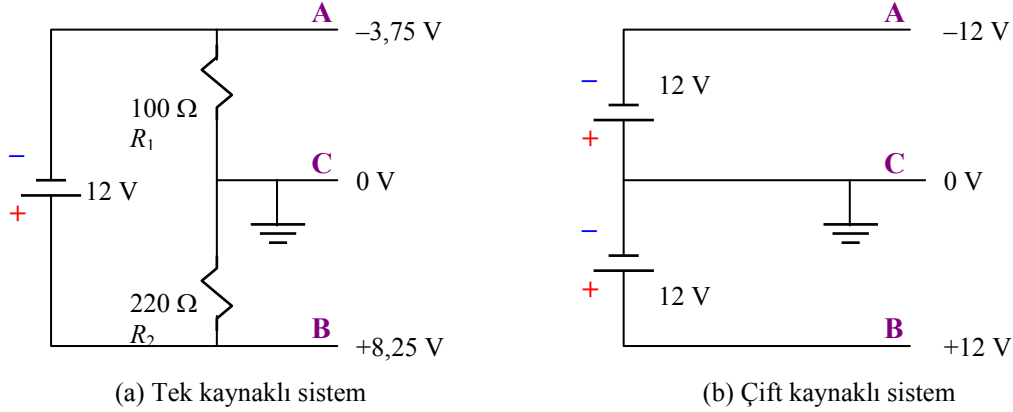 A
–3,75 V
100 Ω
R₁
C
–
12 V
0 V
+
220 Ω
R₂
B
+8,25 V
(a) Tek kaynaklı sistem
A
–12 V
–
12 V
+
C
0 V
–
12 V
+
B
+12 V
(b) Çift kaynaklı sistem